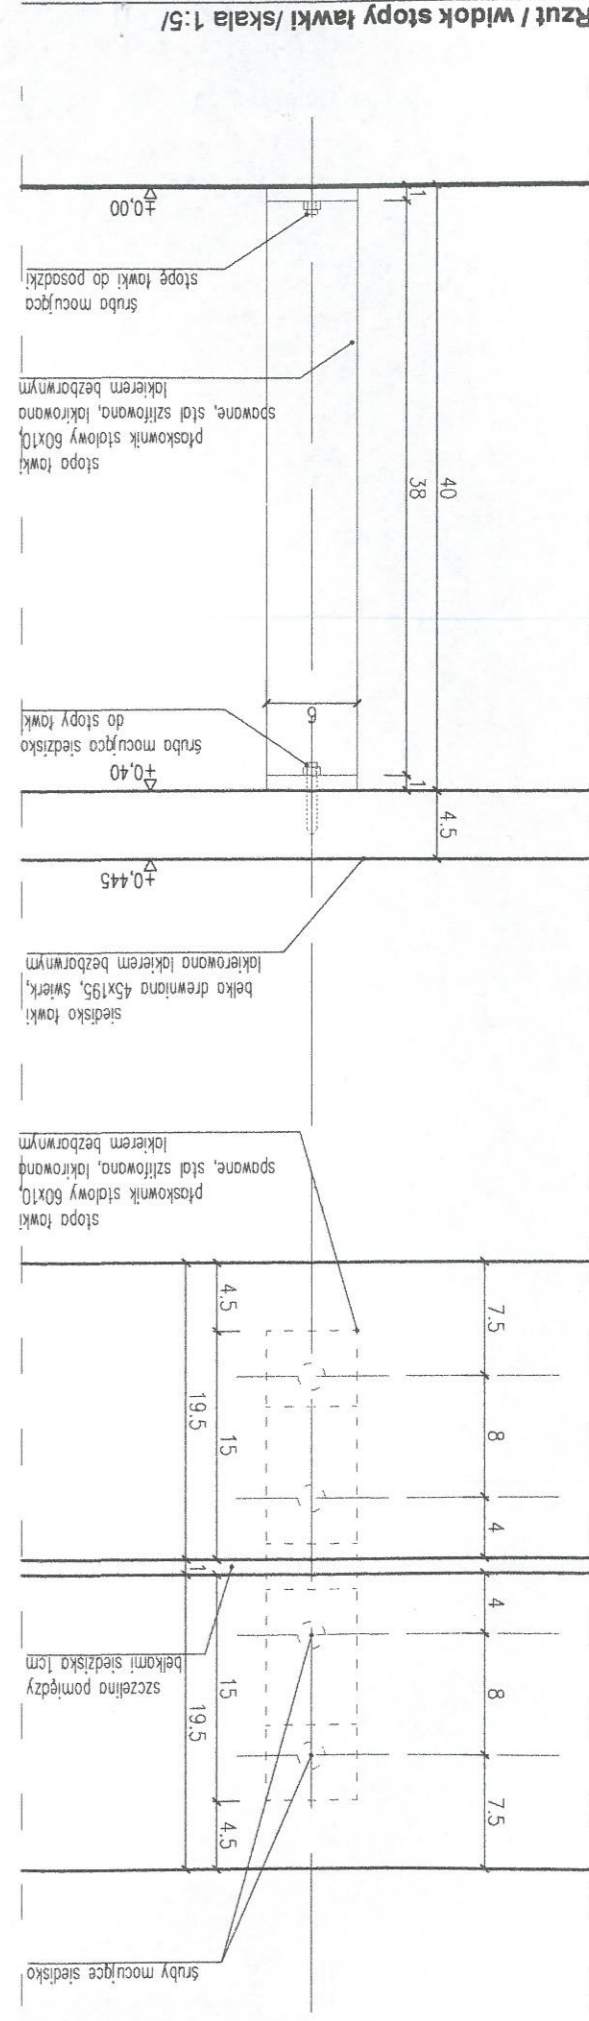 śruby mocujące siedzisko
7.5
4.5
8
15
19.5
4
szczelina pomiędzy
belkami siedziska 1cm
1
4
8
15
19.5
7.5
4.5
stopa ławki
płaskownik stalowy 60x10,
spawane, stal szlifowana, lakirowana
lakierem bezbarwnym
siedisko ławki
belka drewniana 45x195, świerk,
lakierowana lakierem bezbarwnym
+0,445
4.5
1
+0,40
śruba mocująca siedzisko
do stopy ławk
6
40
38
stopa ławki
płaskownik stalowy 60x10,
spawane, stal szlifowana, lakirowana
lakierem bezbarwnym
śruba mocująca
stopę ławki do posadzki
±0,00
1
Rzut / widok stopy ławki /skala 1:5/